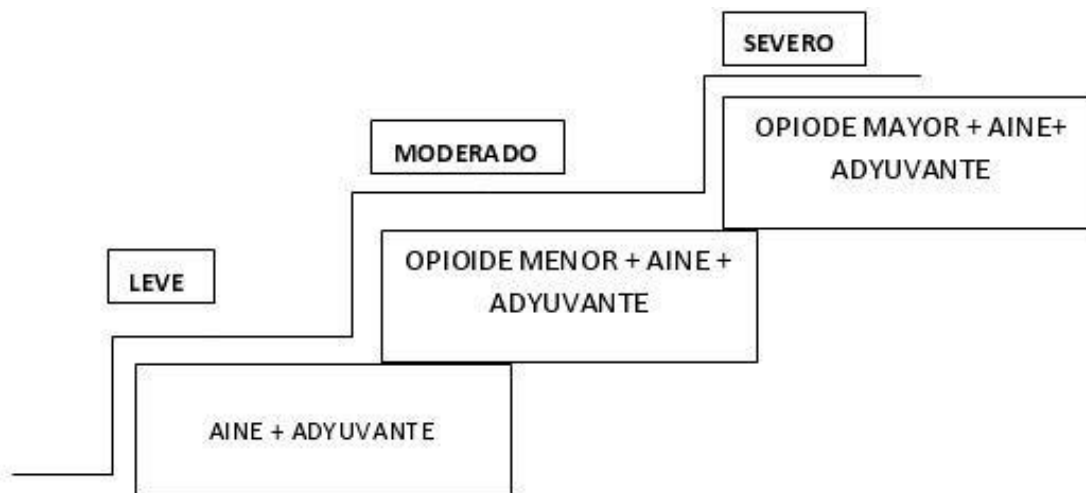 SEVERO
OPIODE MAYOR + AINE+
ADYUVANTE
MODERADO
OPIOIDE MENOR + AINE +
ADYUVANTE
LEVE
AINE + ADYUVANTE